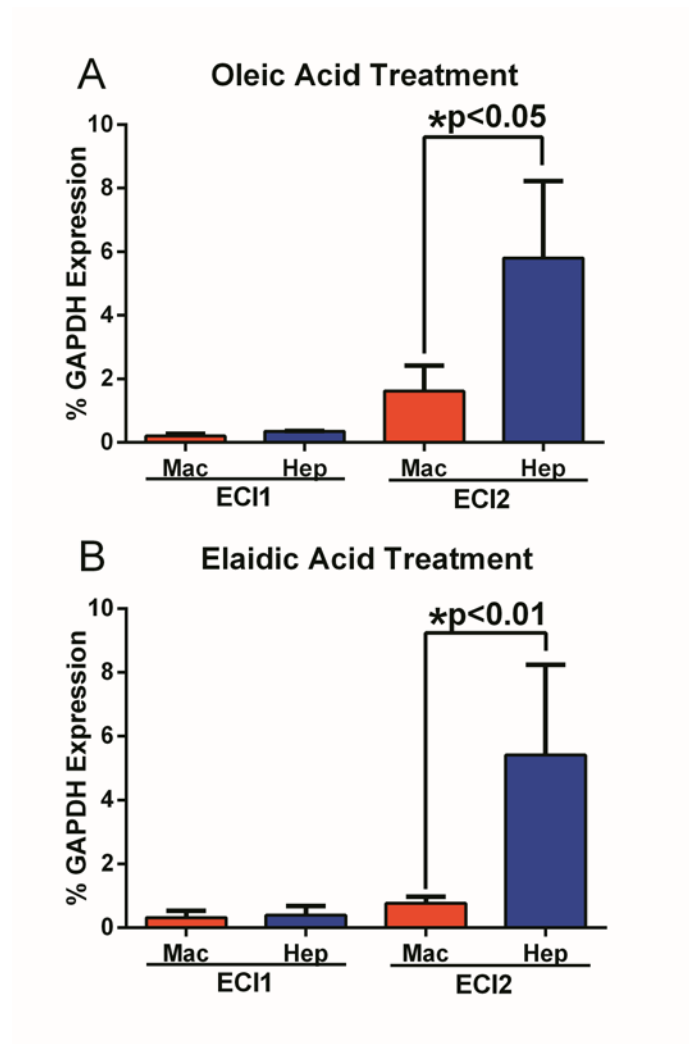 A
Oleic Acid Treatment
*p<0.05
% GAPDH Expression
10
8
6
4
2
0
Mac Hep Mac Hep
ECI1 ECI2
B
Elaidic Acid Treatment
*p<0.01
% GAPDH Expression
10
8
6
4
2
0
Mac Hep Mac Hep
ECI1 ECI2